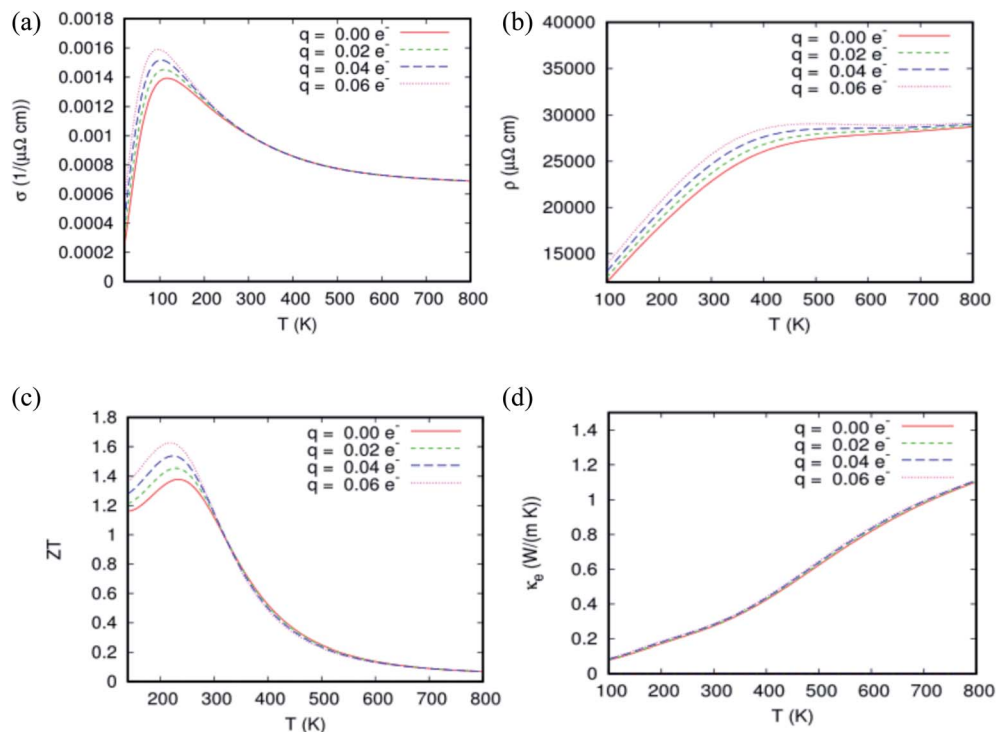 (a)
q = 0.00 e⁻
q = 0.02 e⁻
q = 0.04 e⁻
q = 0.06 e⁻
0.0018
0.0016
0.0014
0.0012
0.001
0.0008
0.0006
0.0004
0.0002
0
σ (1/(μΩ cm))
100 200 300 400 500 600 700 800
T (K)
(b)
q = 0.00 e⁻
q = 0.02 e⁻
q = 0.04 e⁻
q = 0.06 e⁻
40000
35000
30000
25000
20000
15000
ρ (μΩ cm)
100 200 300 400 500 600 700 800
T (K)
(c)
q = 0.00 e⁻
q = 0.02 e⁻
q = 0.04 e⁻
q = 0.06 e⁻
1.8
1.6
1.4
1.2
1
0.8
0.6
0.4
0.2
0
ZT
200 300 400 500 600 700 800
T (K)
(d)
q = 0.00 e⁻
q = 0.02 e⁻
q = 0.04 e⁻
q = 0.06 e⁻
1.4
1.2
1
0.8
0.6
0.4
0.2
0
κₑ (W/(m K))
100 200 300 400 500 600 700 800
T (K)